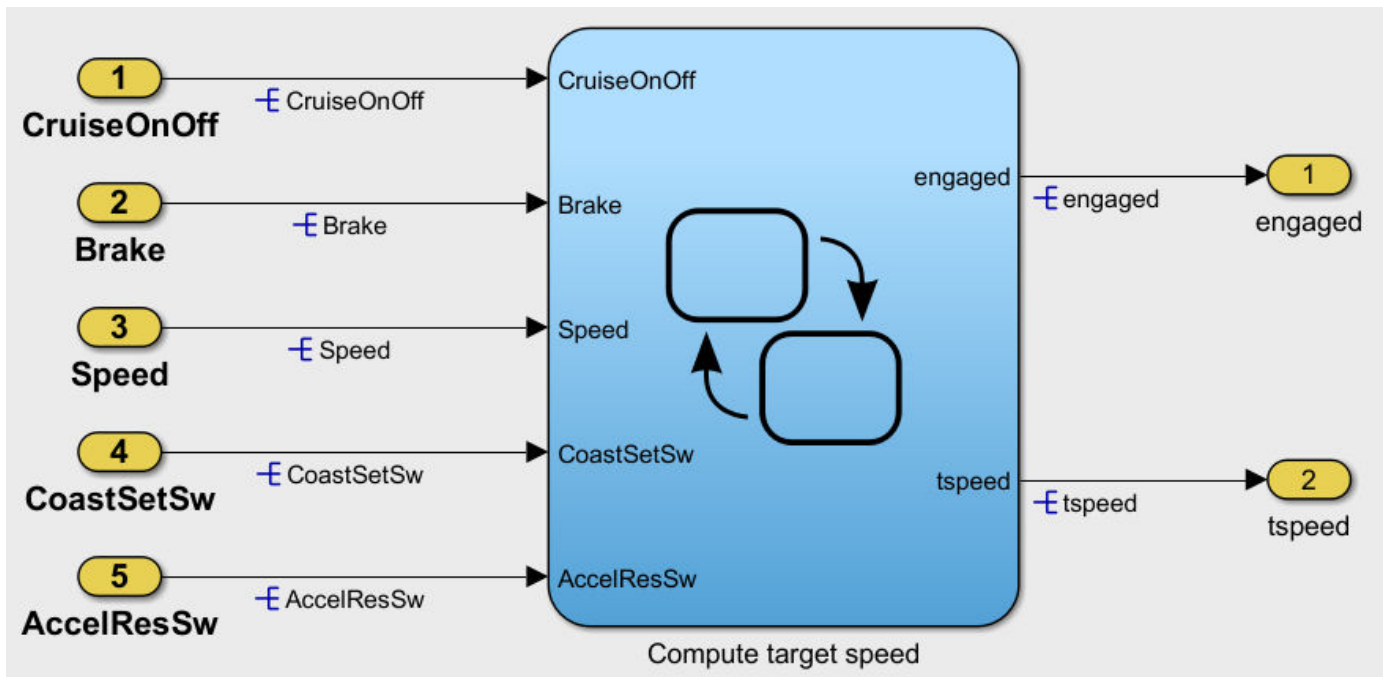 1
CruiseOnOff
CruiseOnOff
CruiseOnOff
2
Brake
Brake
Brake
3
Speed
Speed
Speed
4
CoastSetSw
CoastSetSw
CoastSetSw
5
AccelResSw
AccelResSw
AccelResSw
engaged
engaged
1
engaged
tspeed
tspeed
2
tspeed
Compute target speed